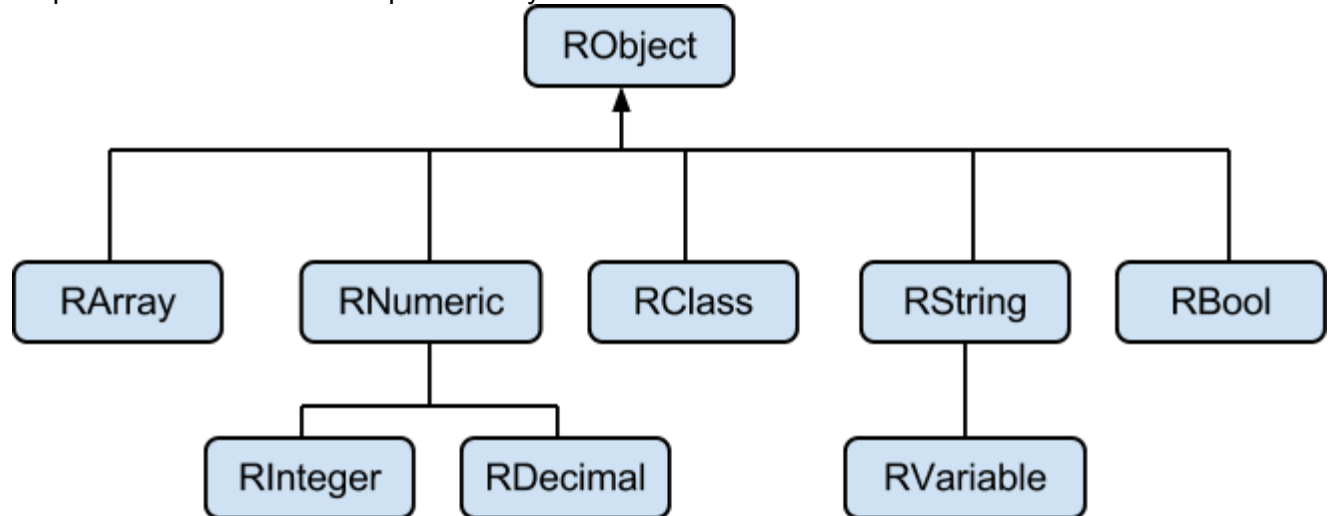 RObject
RArray
RNumeric
RClass
RString
RBool
RInteger
RDecimal
RVariable